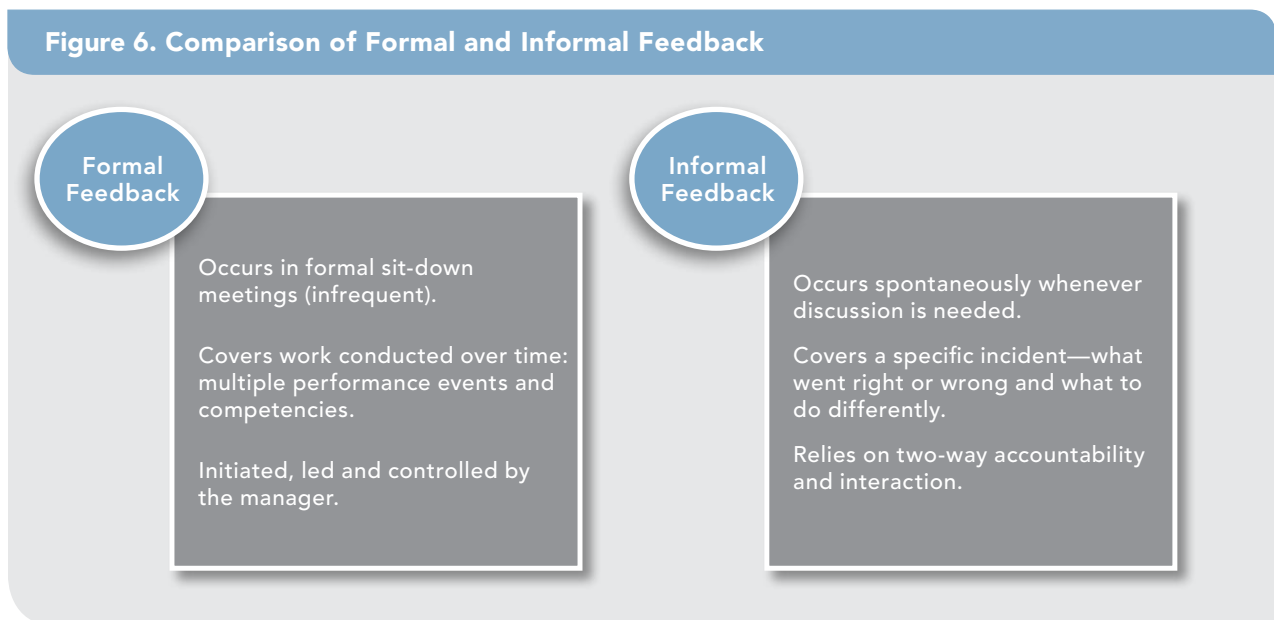 Figure 6. Comparison of Formal and Informal Feedback
Formal
Feedback
Occurs in formal sit-down
meetings (infrequent).
Covers work conducted over time:
multiple performance events and
competencies.
Initiated, led and controlled by
the manager.
Informal
Feedback
Occurs spontaneously whenever
discussion is needed.
Covers a specific incident—what
went right or wrong and what to
do differently.
Relies on two-way accountability
and interaction.